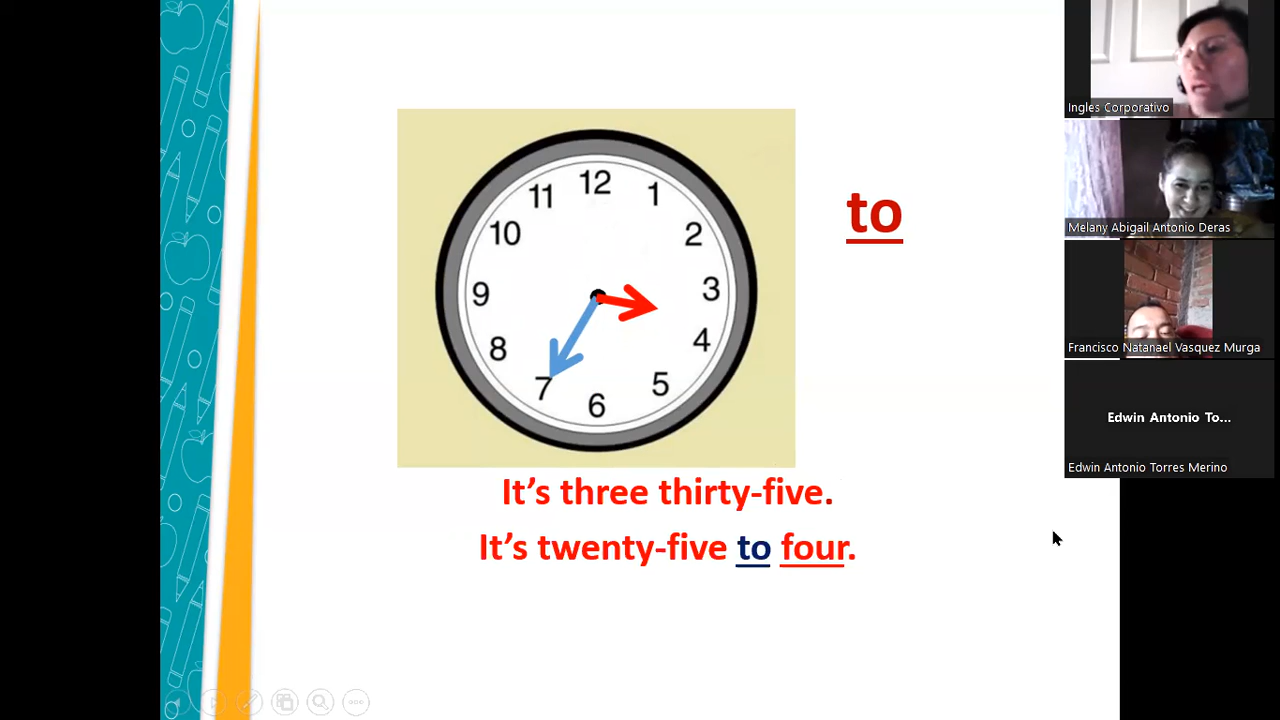 12
11
1
10
2
9
3
8
4
7
5
6
to
It's three thirty-five.
It's twenty-five to four.
Ingles Corporativo
Melany Abigail Antonio Deras
Francisco Natanael Vasquez Murga
Edwin Antonio To...
Edwin Antonio Torres Merino